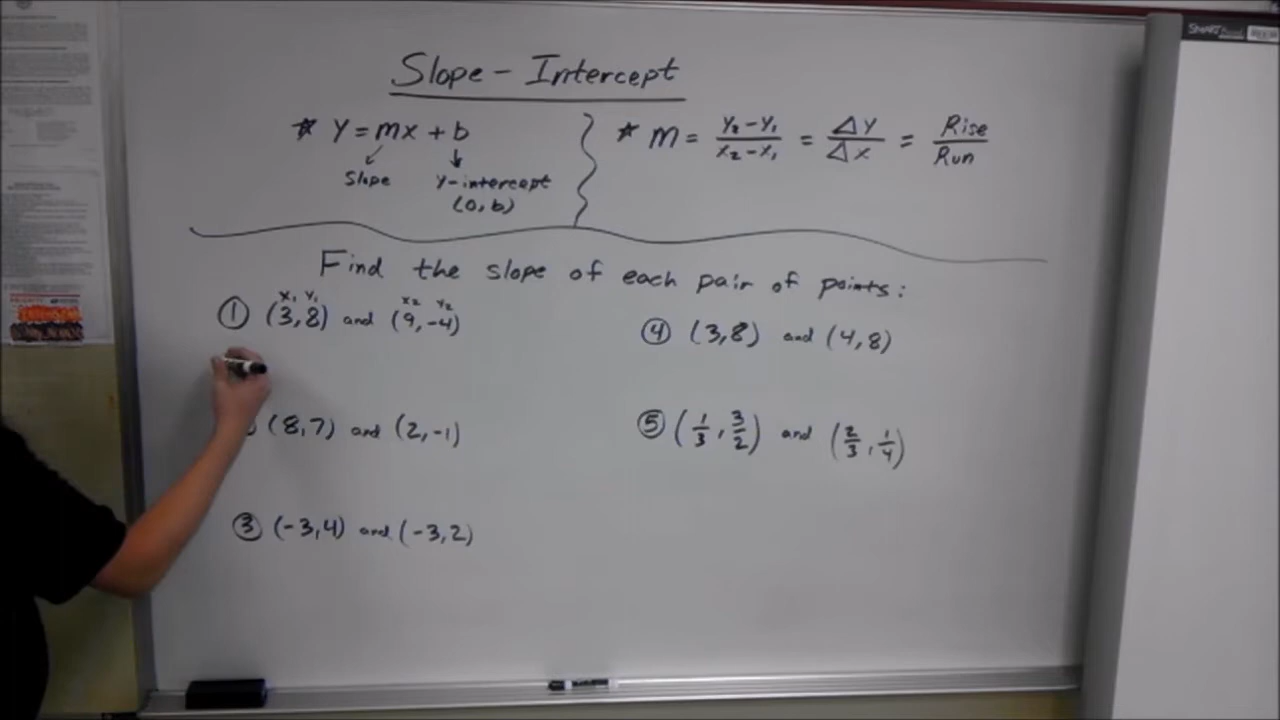 Slope - Intercept
* Y = mx + b
Slope
Y-intercept
(0, b)
* M = Y₂ - Y₁ / X₂ - X₁ = △Y / △X = Rise / Run
Find the slope of each pair of points:
X₁ Y₁ X₂ Y₂
① (3, 8) and (9, -4)
(8, 7) and (2, -1)
③ (-3, 4) and (-3, 2)
④ (3, 8) and (4, 8)
⑤ (1/3, 3/2) and (2/3, 1/4)
SMART